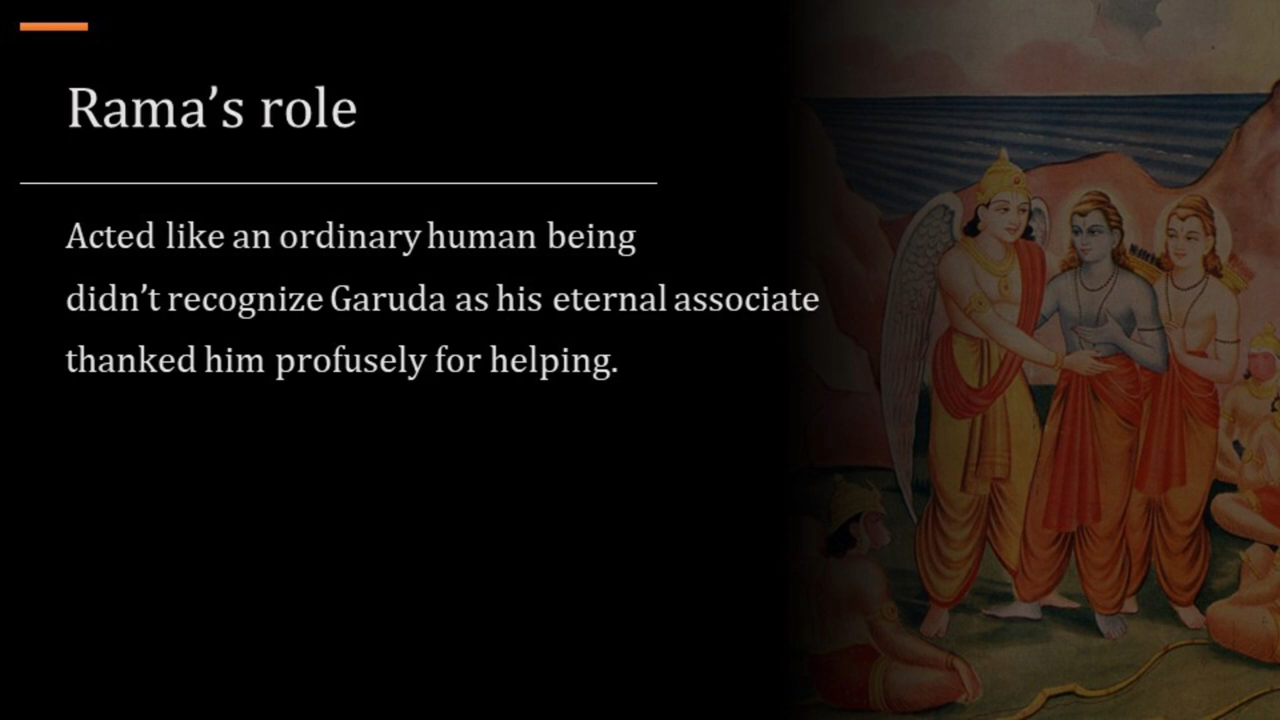 Rama’s role
Acted like an ordinary human being
didn’t recognize Garuda as his eternal associate
thanked him profusely for helping.